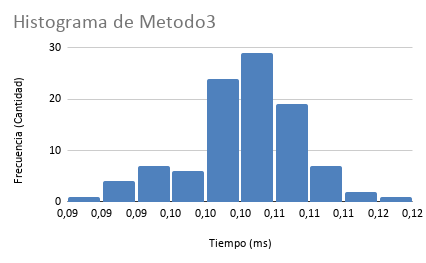 Histograma de Metodo3
Frecuencia (Cantidad)
30
20
10
0
0,09 0,09 0,09 0,10 0,10 0,10 0,11 0,11 0,11 0,12 0,12
Tiempo (ms)